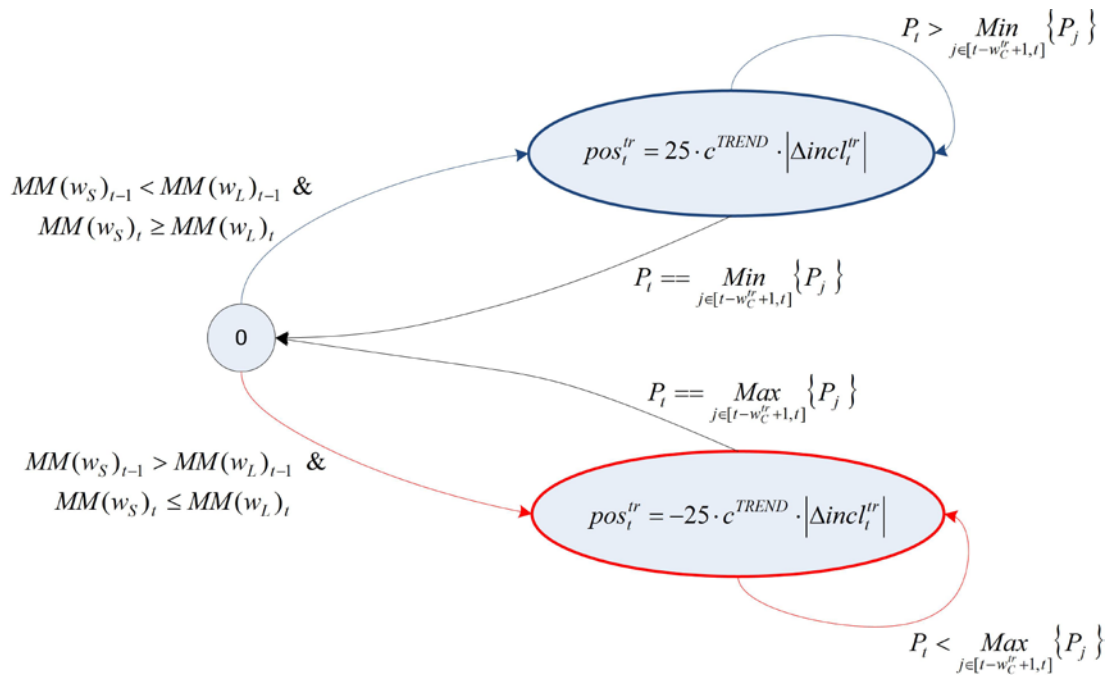 P_t > Min_{j∈[t−w_C^{tr}+1,t]} {P_j}
pos_t^{tr} = 25 · c^{TREND} · |Δincl_t^{tr}|
MM(w_S)_{t−1} < MM(w_L)_{t−1} &
MM(w_S)_t ≥ MM(w_L)_t
P_t == Min_{j∈[t−w_C^{tr}+1,t]} {P_j}
0
P_t == Max_{j∈[t−w_C^{tr}+1,t]} {P_j}
MM(w_S)_{t−1} > MM(w_L)_{t−1} &
MM(w_S)_t ≤ MM(w_L)_t
pos_t^{tr} = −25 · c^{TREND} · |Δincl_t^{tr}|
P_t < Max_{j∈[t−w_C^{tr}+1,t]} {P_j}